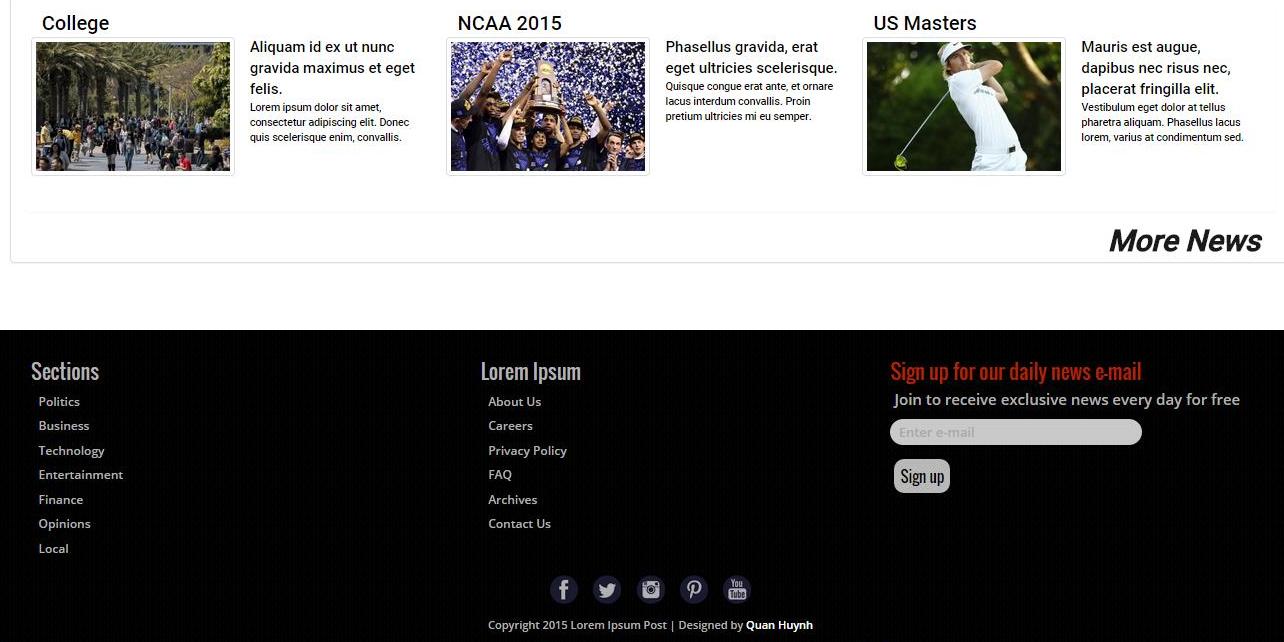 College
Aliquam id ex ut nunc
gravida maximus et eget
felis.
Lorem ipsum dolor sit amet,
consectetur adipiscing elit. Donec
quis scelerisque enim, convallis.
NCAA 2015
Phasellus gravida, erat
eget ultricies scelerisque.
Quisque congue erat ante, et ornare
lacus interdum convallis. Proin
pretium ultricies mi eu semper.
US Masters
Mauris est augue,
dapibus nec risus nec,
placerat fringilla elit.
Vestibulum eget dolor at tellus
pharetra aliquam. Phasellus lacus
lorem, varius at condimentum sed.
More News
Sections
Politics
Business
Technology
Entertainment
Finance
Opinions
Local
Lorem Ipsum
About Us
Careers
Privacy Policy
FAQ
Archives
Contact Us
Sign up for our daily news e-mail
Join to receive exclusive news every day for free
Enter e-mail
Sign up
You
Tube
Copyright 2015 Lorem Ipsum Post | Designed by Quan Huynh